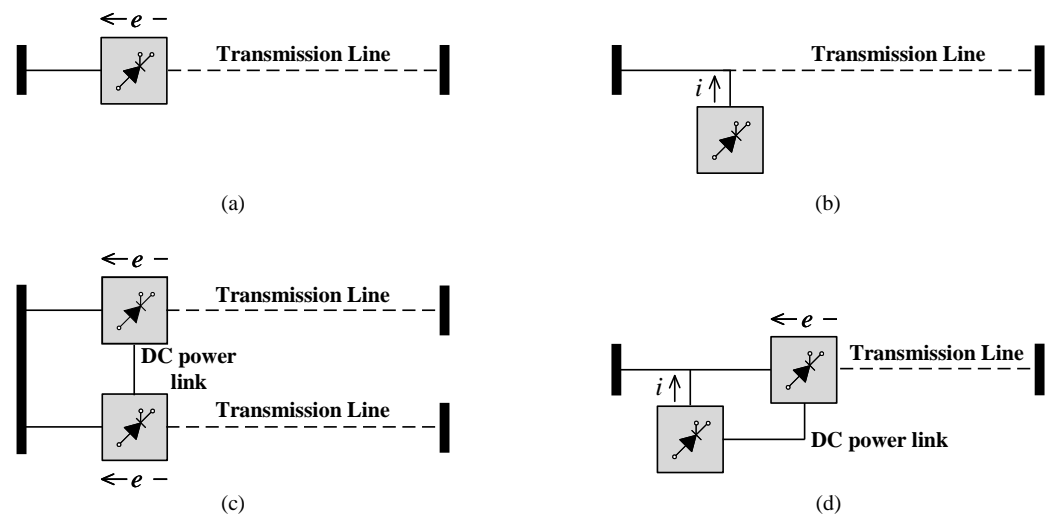 e
Transmission Line
(a)
Transmission Line
i
(b)
e
Transmission Line
DC power
link
Transmission Line
e
(c)
e
Transmission Line
i
DC power link
(d)